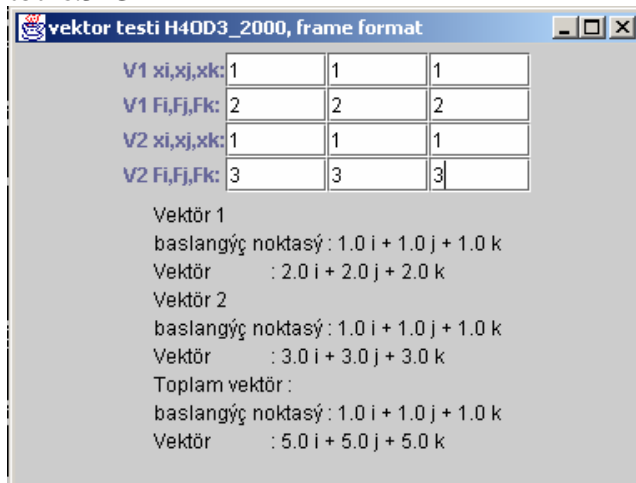 vektor testi H4OD3_2000, frame format
V1 xi,xj,xk: 1 1 1
V1 Fi,Fj,Fk: 2 2 2
V2 xi,xj,xk: 1 1 1
V2 Fi,Fj,Fk: 3 3 3
Vektör 1
baslangýç noktasý : 1.0 i + 1.0 j + 1.0 k
Vektör : 2.0 i + 2.0 j + 2.0 k
Vektör 2
baslangýç noktasý : 1.0 i + 1.0 j + 1.0 k
Vektör : 3.0 i + 3.0 j + 3.0 k
Toplam vektör :
baslangýç noktasý : 1.0 i + 1.0 j + 1.0 k
Vektör : 5.0 i + 5.0 j + 5.0 k